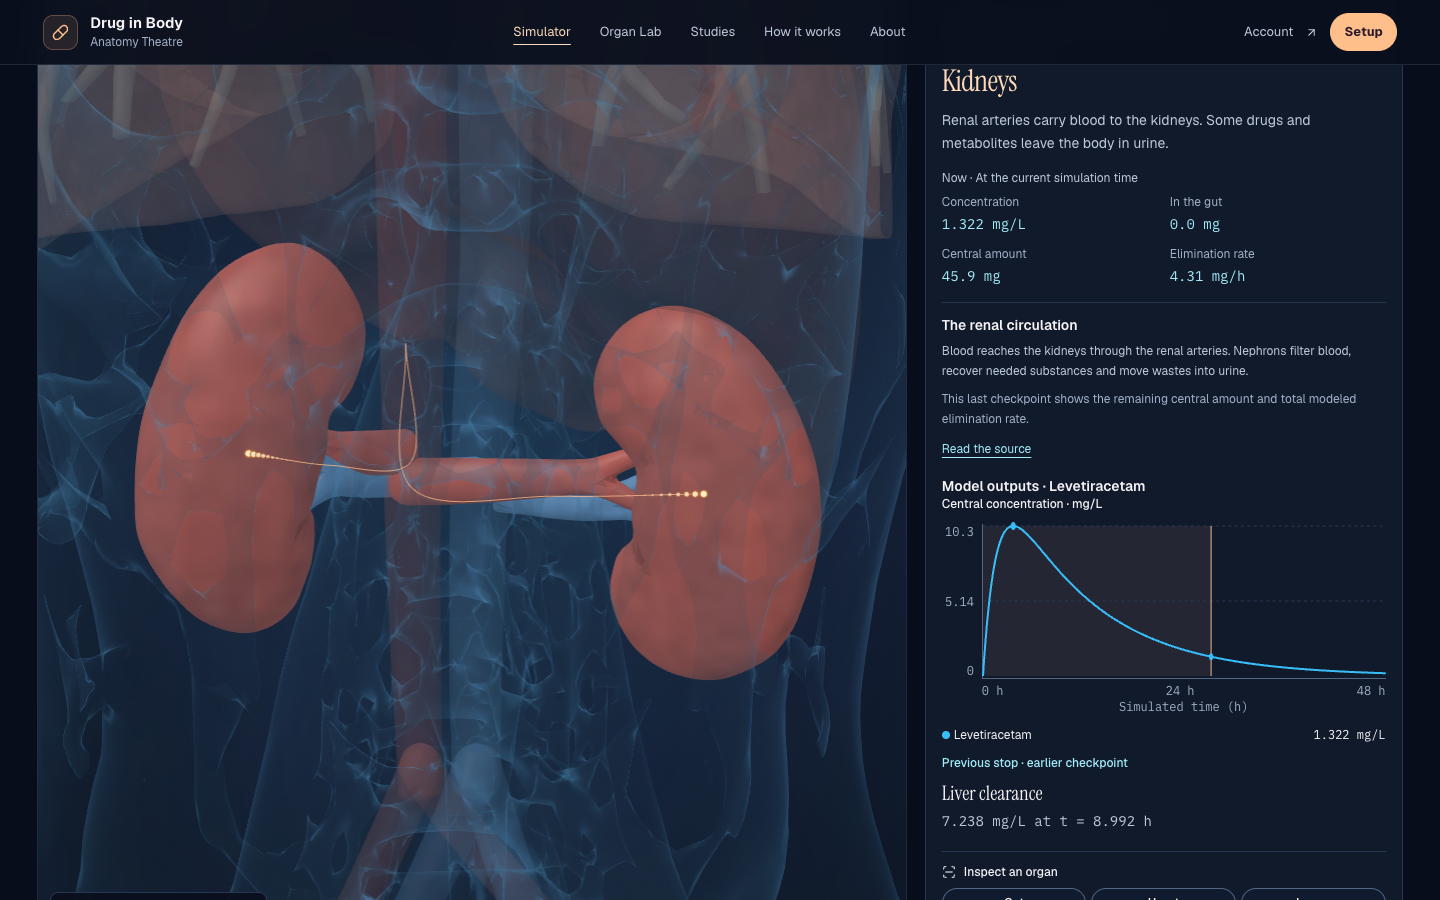 Drug in Body
Anatomy Theatre
Simulator
Organ Lab
Studies
How it works
About
Account
Setup
Kidneys
Renal arteries carry blood to the kidneys. Some drugs and
metabolites leave the body in urine.
Now · At the current simulation time
Concentration
In the gut
1.322 mg/L
0.0 mg
Central amount
Elimination rate
45.9 mg
4.31 mg/h
The renal circulation
Blood reaches the kidneys through the renal arteries. Nephrons filter blood,
recover needed substances and move wastes into urine.
This last checkpoint shows the remaining central amount and total modeled
elimination rate.
Read the source
Model outputs · Levetiracetam
Central concentration · mg/L
10.3
5.14
0
0 h
24 h
48 h
Simulated time (h)
Levetiracetam
1.322 mg/L
Previous stop · earlier checkpoint
Liver clearance
7.238 mg/L at t = 8.992 h
Inspect an organ